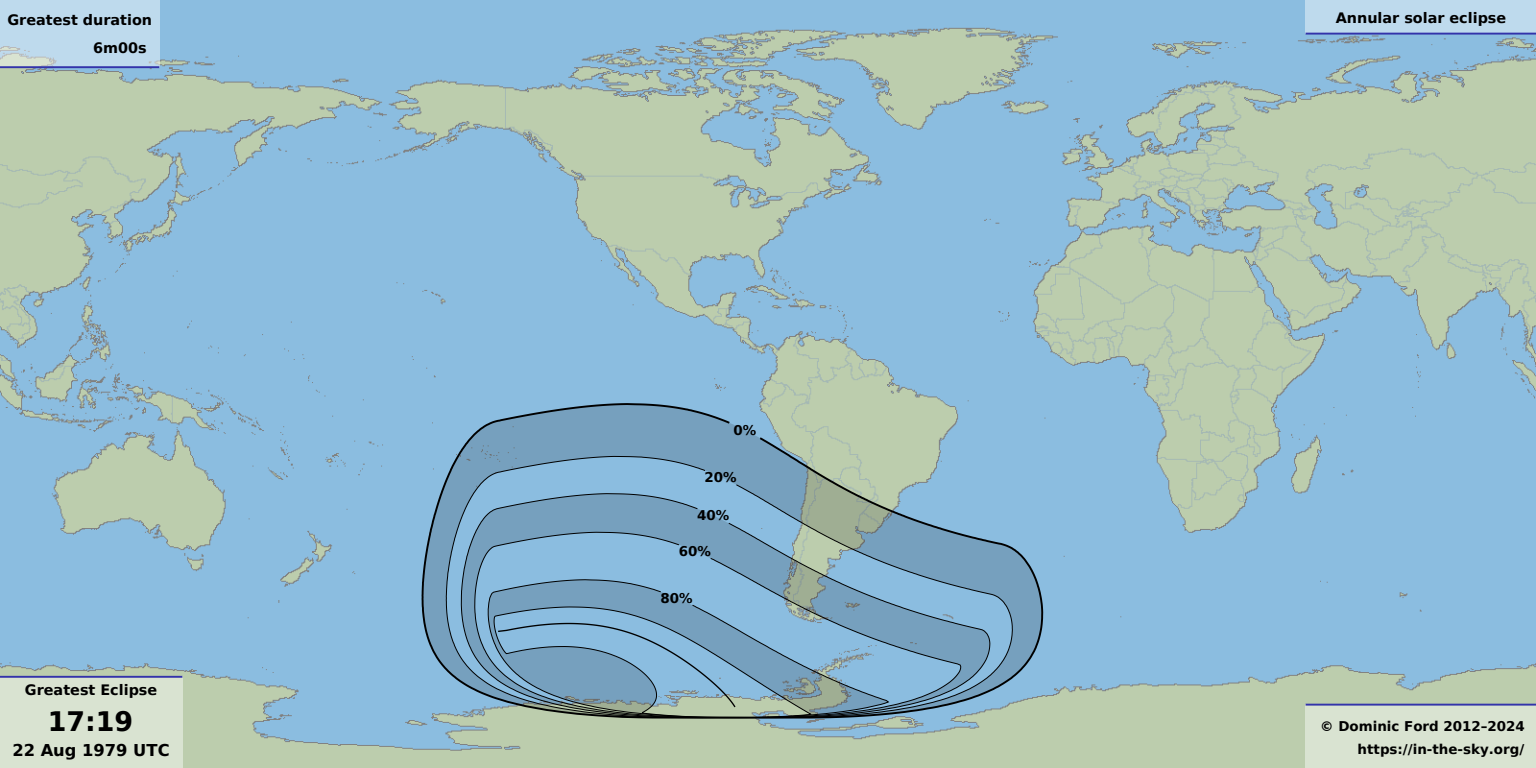 Greatest duration
6m00s
Annular solar eclipse
0%
20%
40%
60%
80%
Greatest Eclipse
17:19
22 Aug 1979 UTC
© Dominic Ford 2012–2024
https://in-the-sky.org/